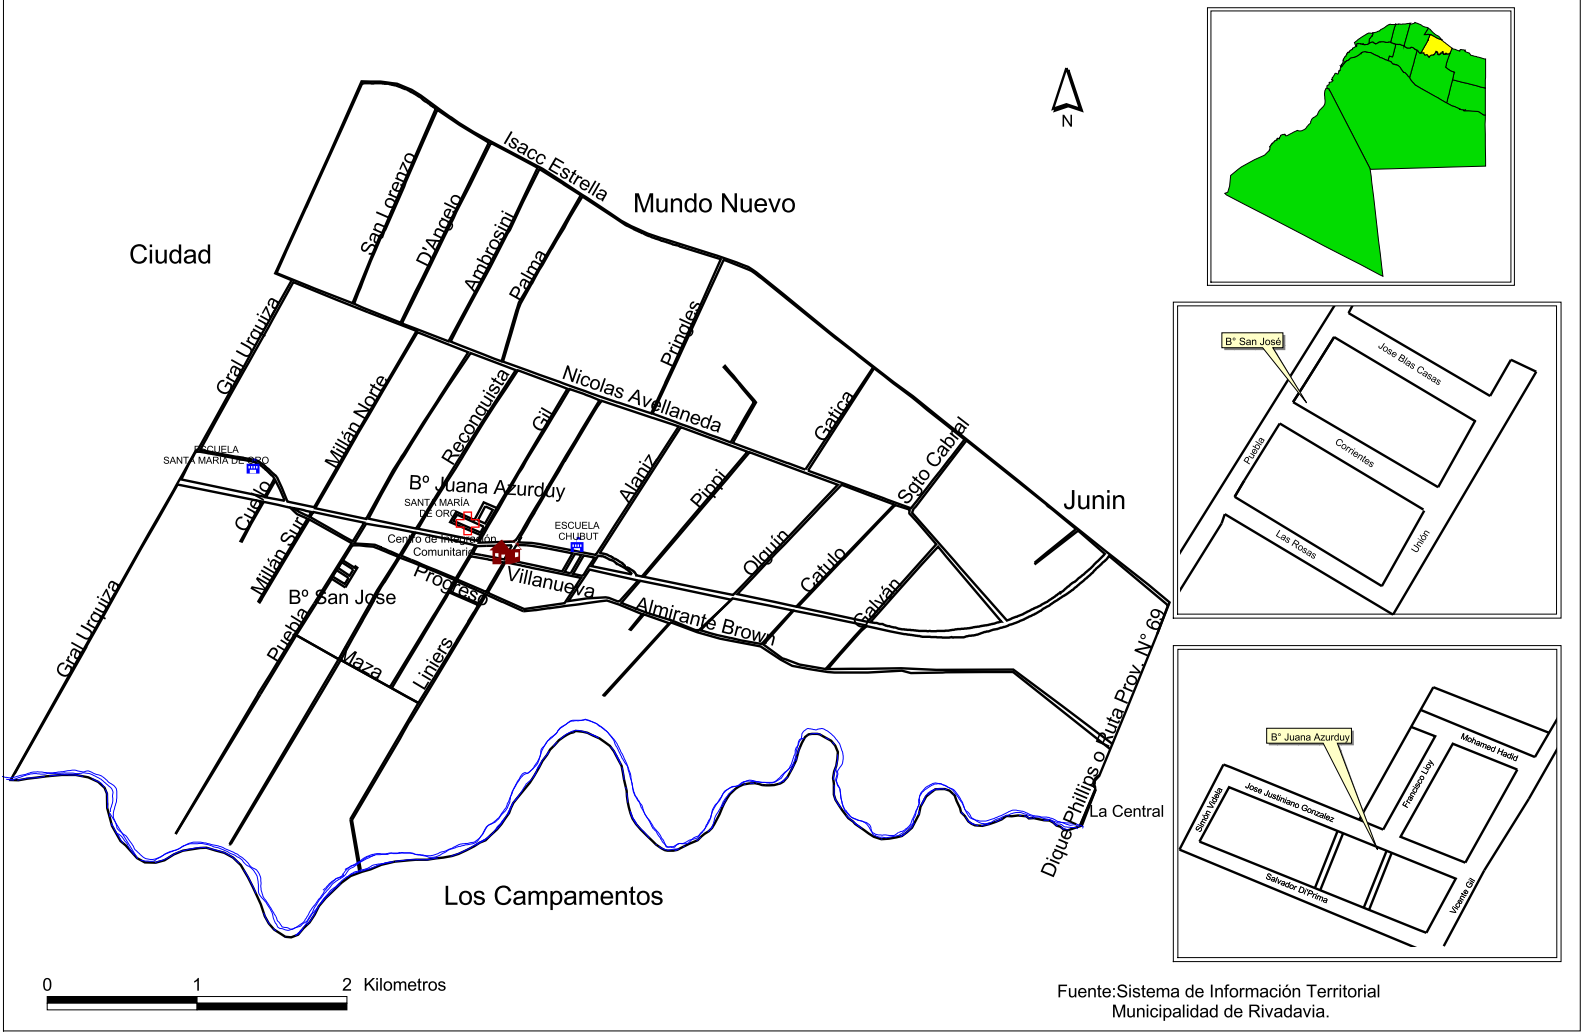 Isacc Estrella
Mundo Nuevo
Ciudad
San Lorenzo
D'Angelo
Ambrosini
Palma
Pringles
N
Gral Urquiza
Millán Norte
Reconquista
Gil
Nicolas Avellaneda
Gatica
Sgto Cabral
Junin
ESCUELA
SANTA MARIA DE ORO
Cuello
Millán Sur
Bº Juana Azurduy
SANTA MARÍA
DE ORO
Centro de Integración
Comunitario
ESCUELA
CHUBUT
Alaniz
Pippi
Olguín
Catulo
Galván
Bº San Jose
Progreso
Villanueva
Almirante Brown
Gral Urquiza
Puebla
Maza
Liniers
Dique Phillips o Ruta Prov. N° 69
La Central
Los Campamentos
0 1 2 Kilometros
B° San José
Jose Blas Casas
Puebla
Corrientes
Las Rosas
Unión
B° Juana Azurduy
Mohamed Hadid
Francisco Lioy
Simón Videla
Jose Justiniano Gonzalez
Salvador Di'Prima
Vicente Gil
Fuente:Sistema de Información Territorial
Municipalidad de Rivadavia.